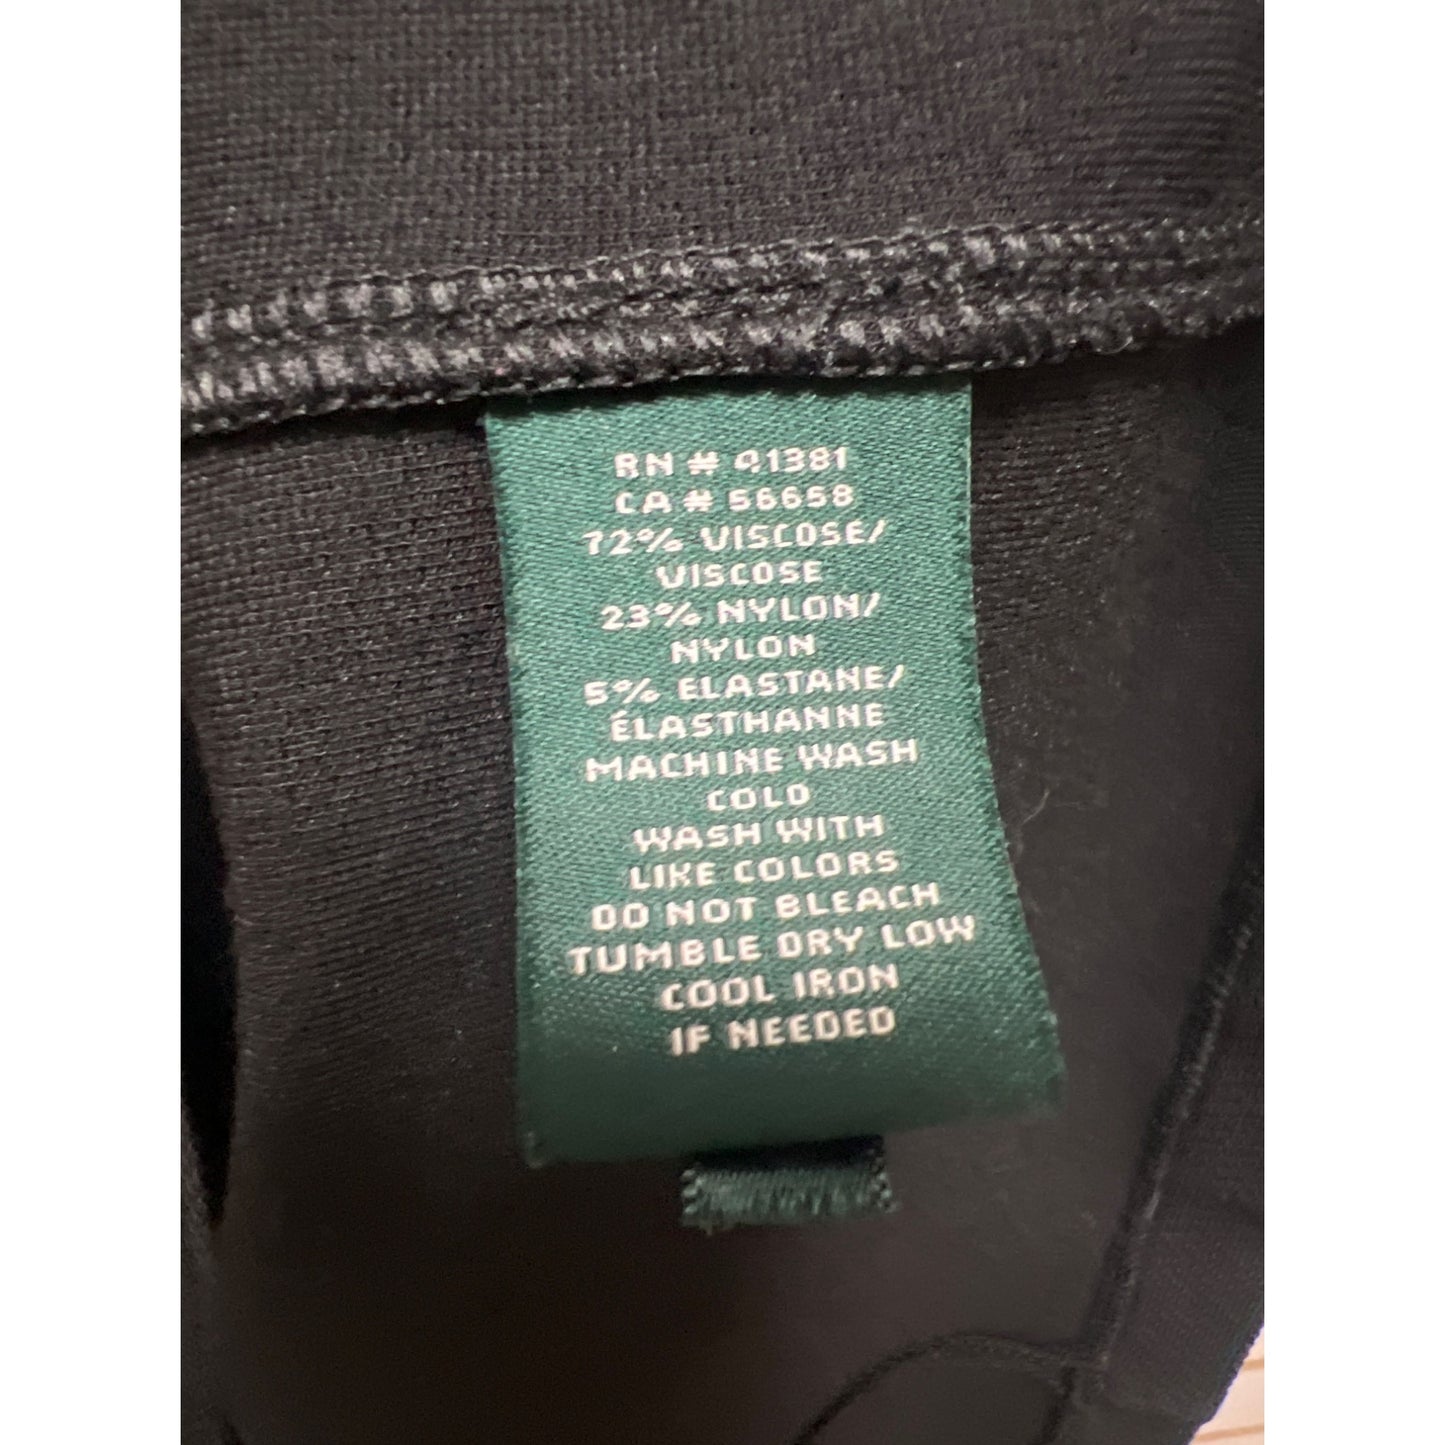 RN # 41381
CA # 56658
72% VISCOSE/
VISCOSE
23% NYLON/
NYLON
5% ELASTANE/
ÉLASTHANNE
MACHINE WASH
COLD
WASH WITH
LIKE COLORS
DO NOT BLEACH
TUMBLE DRY LOW
COOL IRON
IF NEEDED